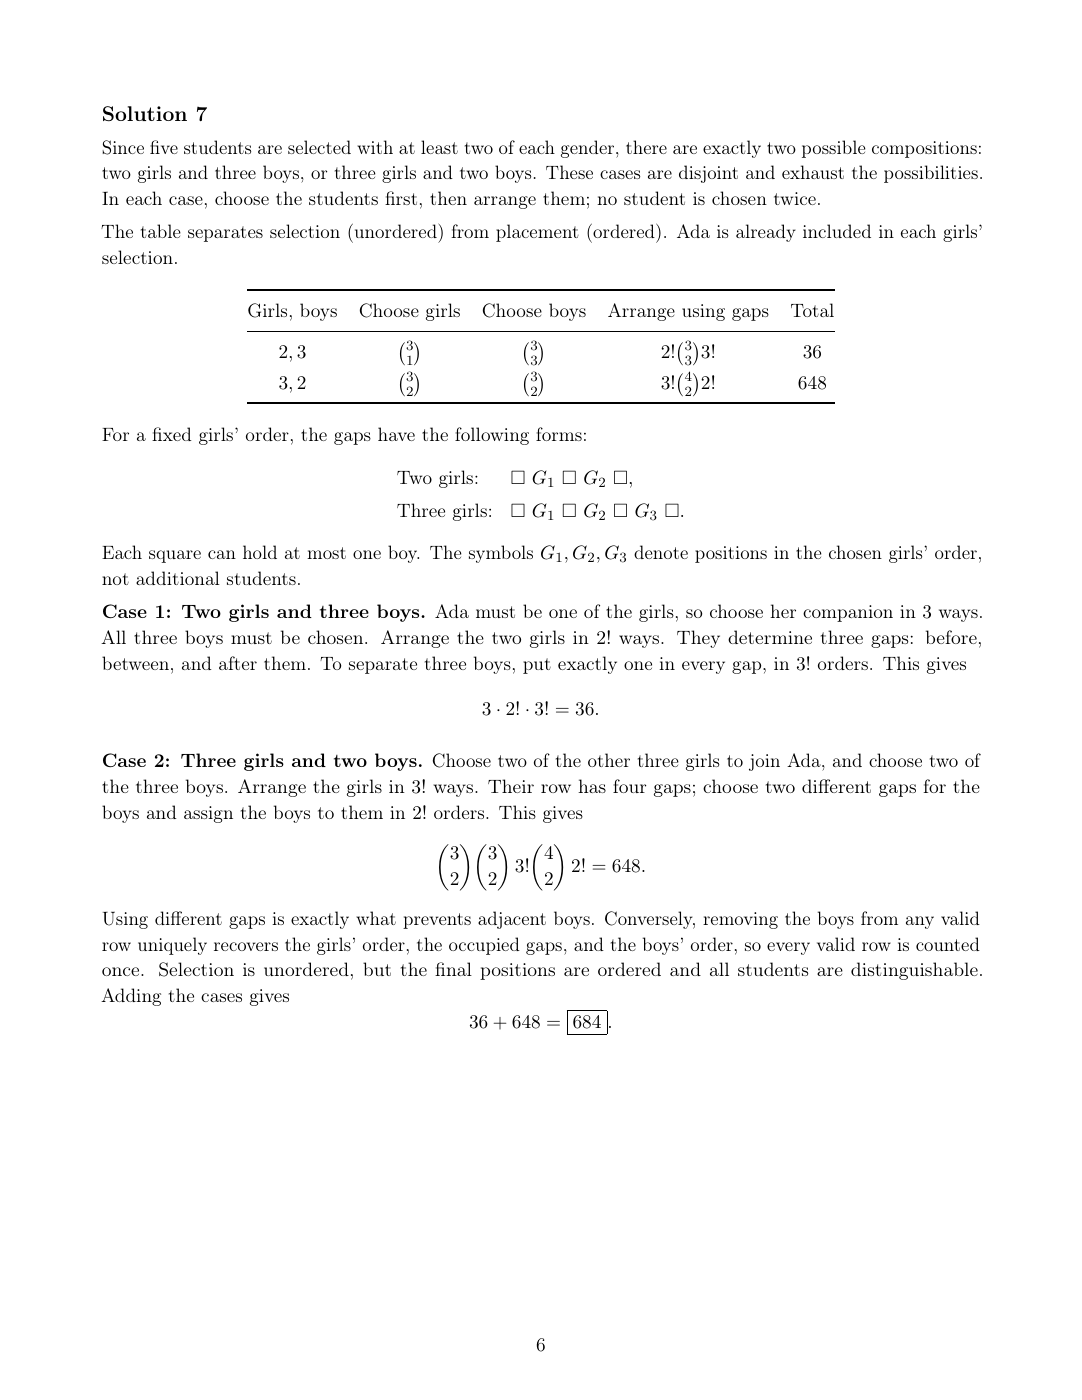 Solution 7
Since five students are selected with at least two of each gender, there are exactly two possible compositions:
two girls and three boys, or three girls and two boys. These cases are disjoint and exhaust the possibilities.
In each case, choose the students first, then arrange them; no student is chosen twice.
The table separates selection (unordered) from placement (ordered). Ada is already included in each girls’
selection.
Girls, boys Choose girls Choose boys Arrange using gaps Total
2, 3 \binom{3}{1} \binom{3}{3} 2!\binom{3}{3}3! 36
3, 2 \binom{3}{2} \binom{3}{2} 3!\binom{4}{2}2! 648
For a fixed girls’ order, the gaps have the following forms:
Two girls: □ G₁ □ G₂ □,
Three girls: □ G₁ □ G₂ □ G₃ □.
Each square can hold at most one boy. The symbols G₁, G₂, G₃ denote positions in the chosen girls’ order,
not additional students.
Case 1: Two girls and three boys. Ada must be one of the girls, so choose her companion in 3 ways.
All three boys must be chosen. Arrange the two girls in 2! ways. They determine three gaps: before,
between, and after them. To separate three boys, put exactly one in every gap, in 3! orders. This gives
3 · 2! · 3! = 36.
Case 2: Three girls and two boys. Choose two of the other three girls to join Ada, and choose two of
the three boys. Arrange the girls in 3! ways. Their row has four gaps; choose two different gaps for the
boys and assign the boys to them in 2! orders. This gives
\binom{3}{2}\binom{3}{2} 3!\binom{4}{2} 2! = 648.
Using different gaps is exactly what prevents adjacent boys. Conversely, removing the boys from any valid
row uniquely recovers the girls’ order, the occupied gaps, and the boys’ order, so every valid row is counted
once. Selection is unordered, but the final positions are ordered and all students are distinguishable.
Adding the cases gives
36 + 648 = 684.
6